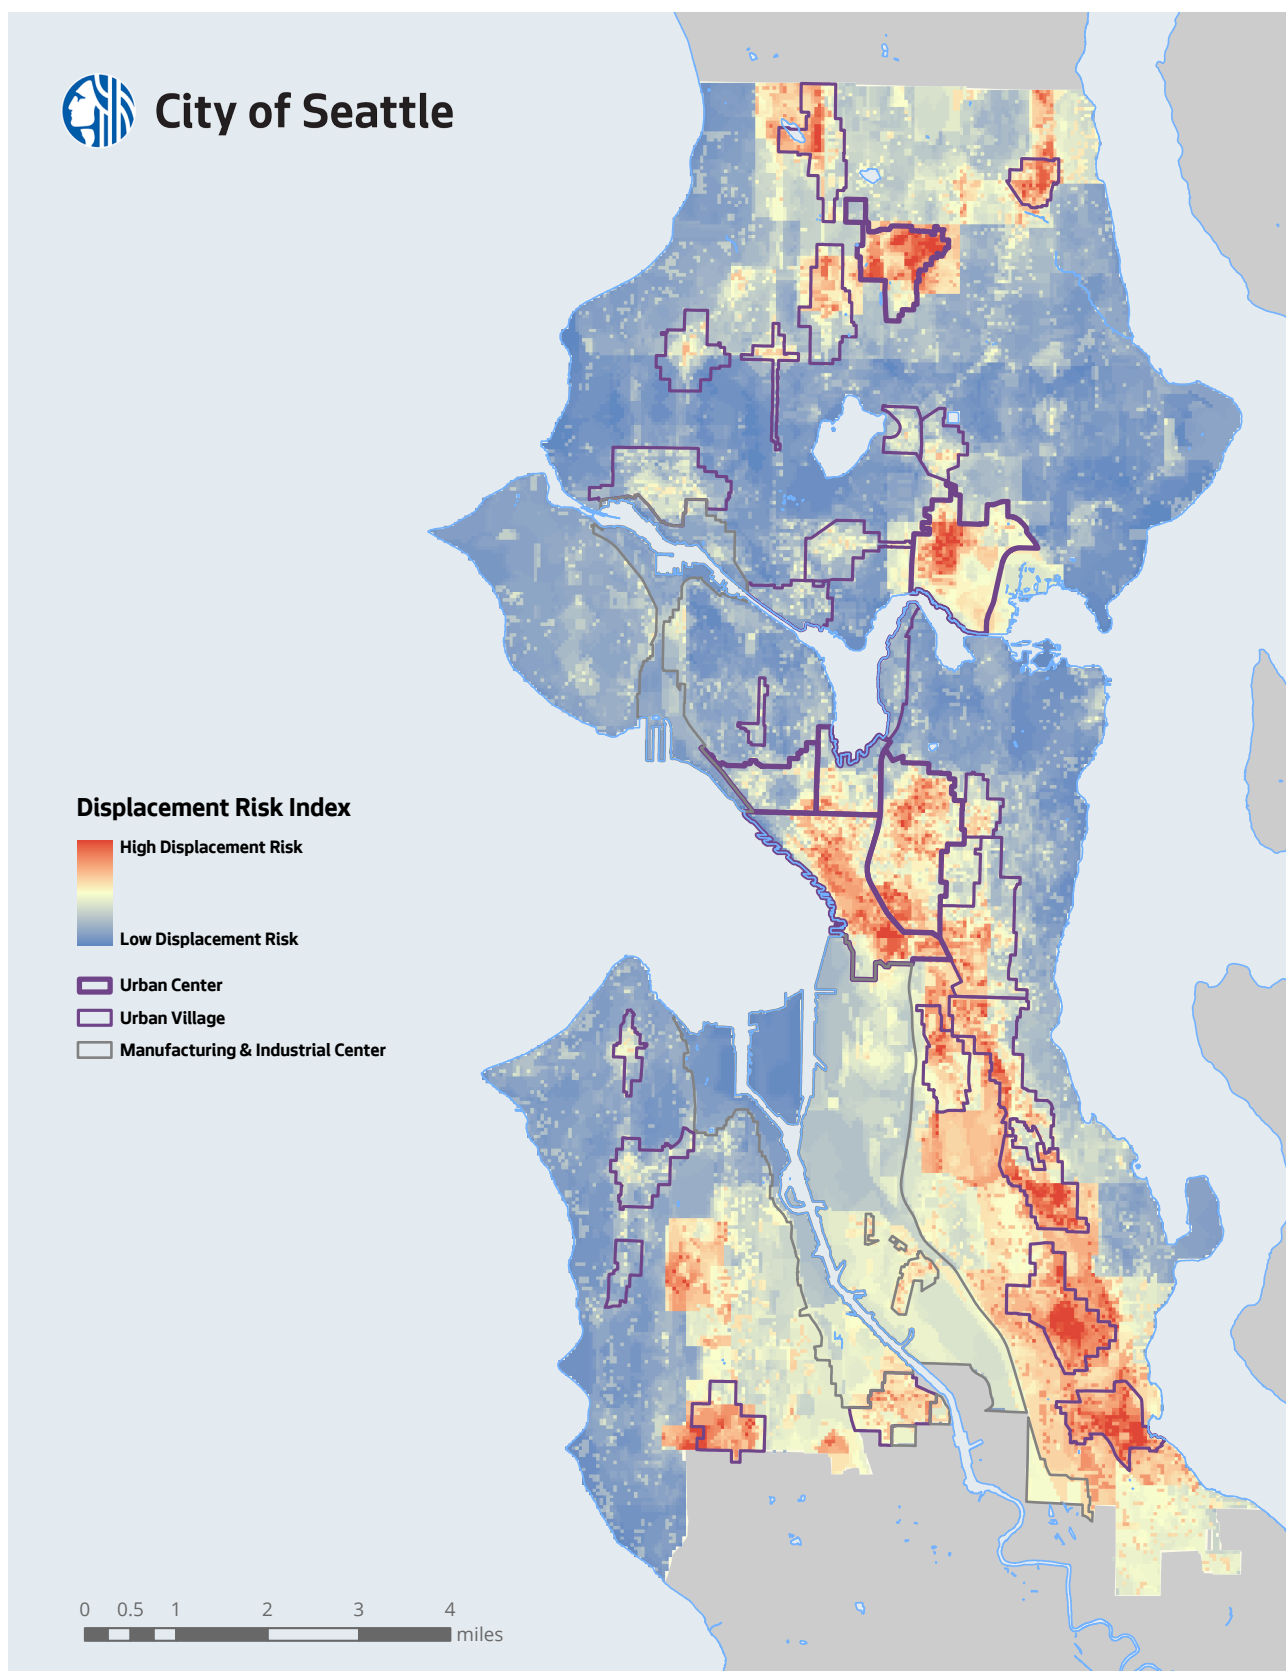 City of Seattle
Displacement Risk Index
High Displacement Risk
Low Displacement Risk
Urban Center
Urban Village
Manufacturing & Industrial Center
0 0.5 1 2 3 4
miles